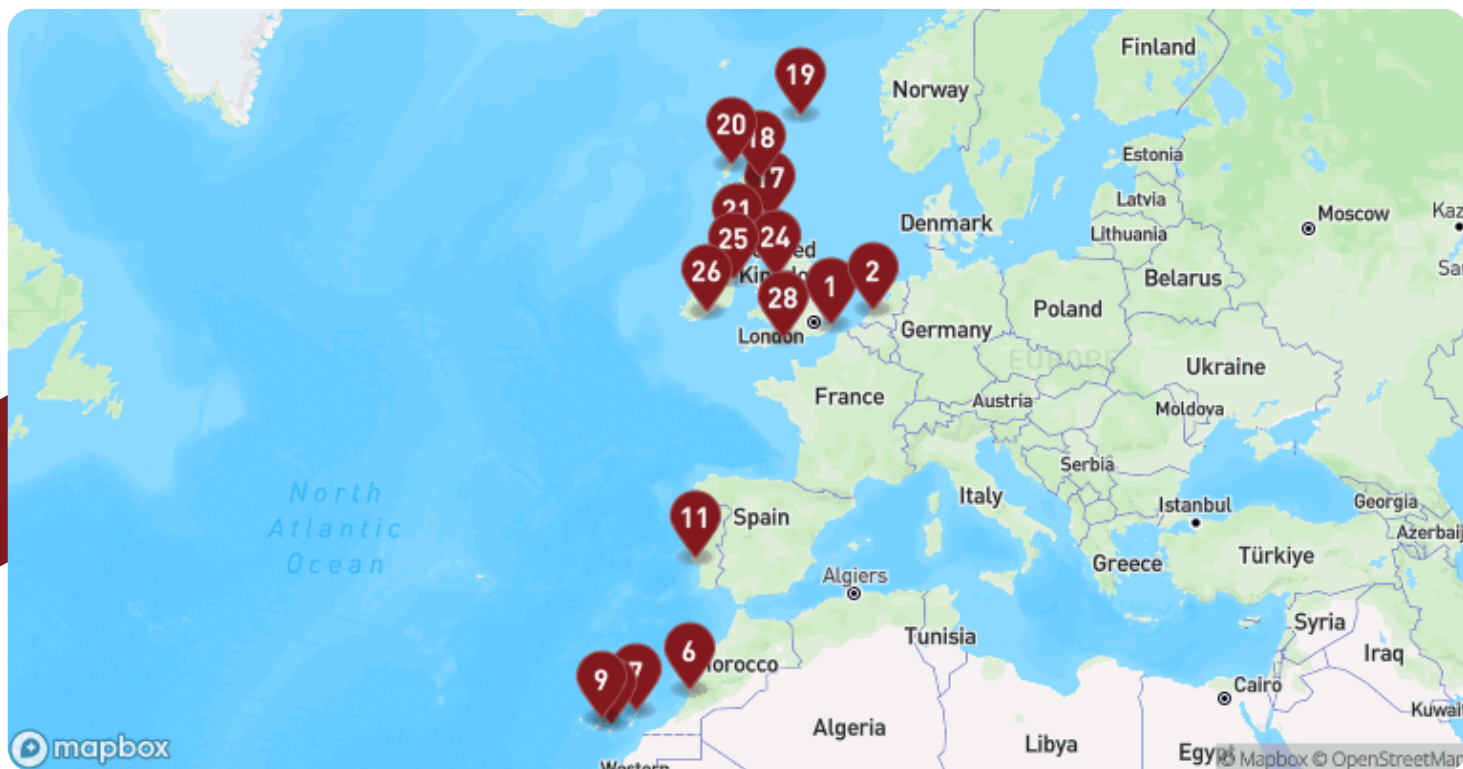 Finland
19
Norway
20
18
Estonia
17
Latvia
21
Denmark
Moscow
Lithuania
25
24
26
2
1
28
Belarus
Poland
Germany
London
EUROPE
Ukraine
France
Austria
Moldova
Serbia
North
Atlantic
Ocean
11
Spain
Italy
Istanbul
Georgia
Greece
Türkiye
Algiers
Tunisia
Syria
Iraq
6
9
7
Cairo
Algeria
Libya
mapbox
© Mapbox © OpenStreetMap